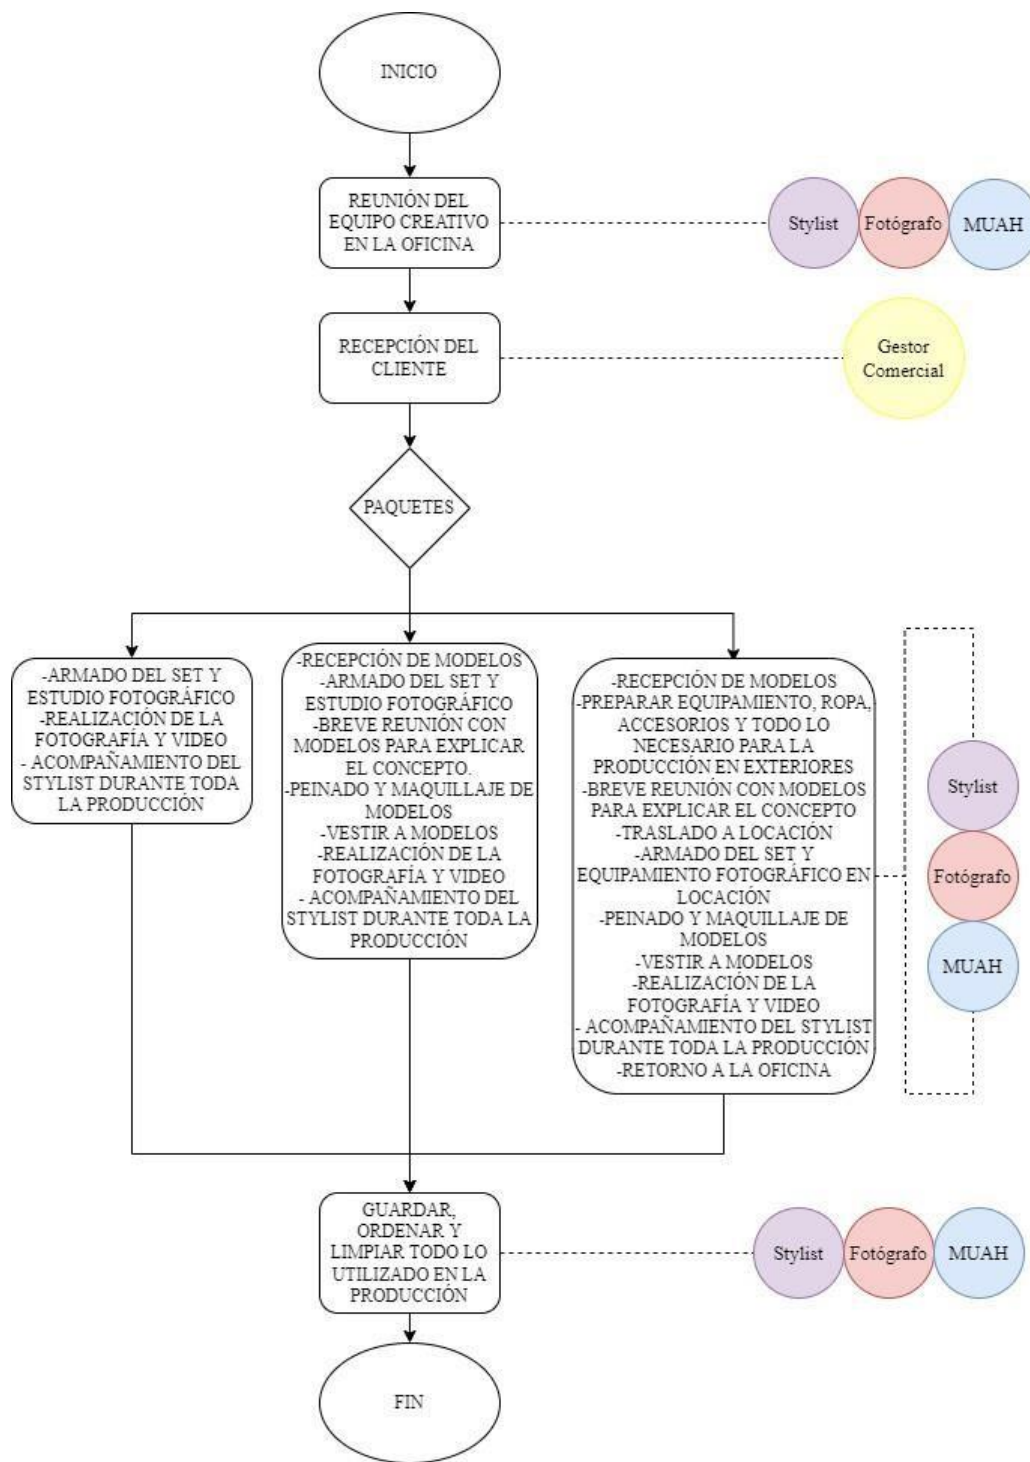 INICIO
REUNIÓN DEL
EQUIPO CREATIVO
EN LA OFICINA
Stylist
Fotógrafo
MUAH
RECEPCIÓN DEL
CLIENTE
Gestor
Comercial
PAQUETES
-ARMADO DEL SET Y
ESTUDIO FOTOGRÁFICO
-REALIZACIÓN DE LA
FOTOGRAFÍA Y VIDEO
- ACOMPAÑAMIENTO DEL
STYLIST DURANTE TODA
LA PRODUCCIÓN
-RECEPCIÓN DE MODELOS
-ARMADO DEL SET Y
ESTUDIO FOTOGRÁFICO
-BREVE REUNIÓN CON
MODELOS PARA EXPLICAR
EL CONCEPTO.
-PEINADO Y MAQUILLAJE DE
MODELOS
-VESTIR A MODELOS
-REALIZACIÓN DE LA
FOTOGRAFÍA Y VIDEO
- ACOMPAÑAMIENTO DEL
STYLIST DURANTE TODA LA
PRODUCCIÓN
-RECEPCIÓN DE MODELOS
-PREPARAR EQUIPAMIENTO, ROPA,
ACCESORIOS Y TODO LO
NECESARIO PARA LA
PRODUCCIÓN EN EXTERIORES
-BREVE REUNIÓN CON MODELOS
PARA EXPLICAR EL CONCEPTO
-TRASLADO A LOCACIÓN
-ARMADO DEL SET Y
EQUIPAMIENTO FOTOGRÁFICO EN
LOCACIÓN
-PEINADO Y MAQUILLAJE DE
MODELOS
-VESTIR A MODELOS
-REALIZACIÓN DE LA
FOTOGRAFÍA Y VIDEO
- ACOMPAÑAMIENTO DEL STYLIST
DURANTE TODA LA PRODUCCIÓN
-RETORNO A LA OFICINA
Stylist
Fotógrafo
MUAH
GUARDAR,
ORDENAR Y
LIMPIAR TODO LO
UTILIZADO EN LA
PRODUCCIÓN
Stylist
Fotógrafo
MUAH
FIN